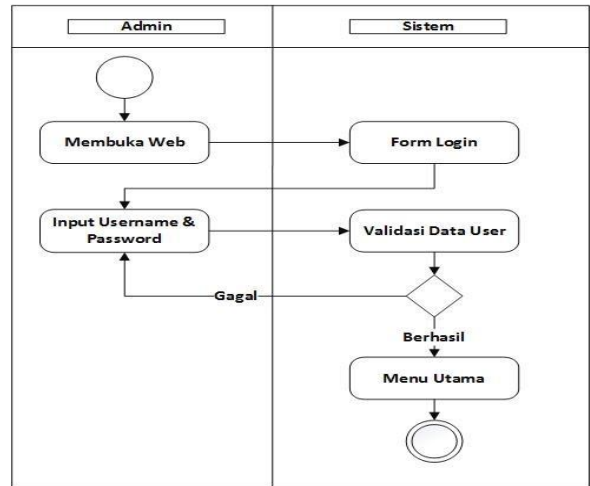 Admin
Sistem
Membuka Web
Form Login
Input Username &
Password
Validasi Data User
Gagal
Berhasil
Menu Utama